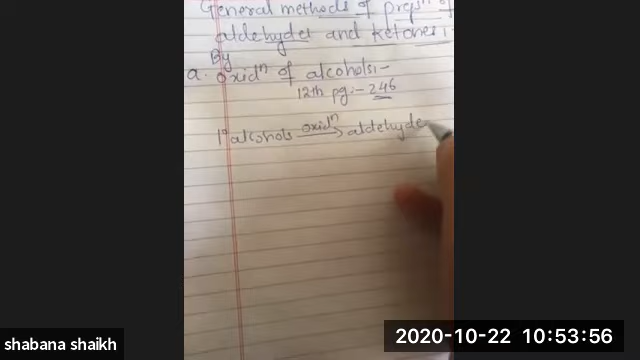 General methods of prepn of
aldehydes and ketones:
By
a. oxidn of alcohols:-
12th pg:- 246
1° alcohols oxidn aldehyde
shabana shaikh
2020-10-22 10:53:56